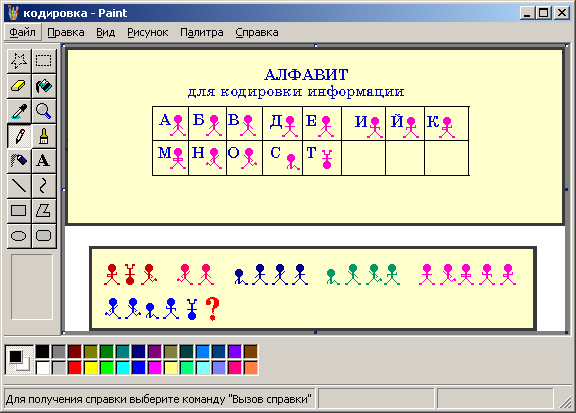 кодировка - Paint
Файл Правка Вид Рисунок Палитра Справка
АЛФАВИТ
для кодировки информации
А Б В Д Е И Й К
М Н О С Т
?
A
Для получения справки выберите команду "Вызов справки"